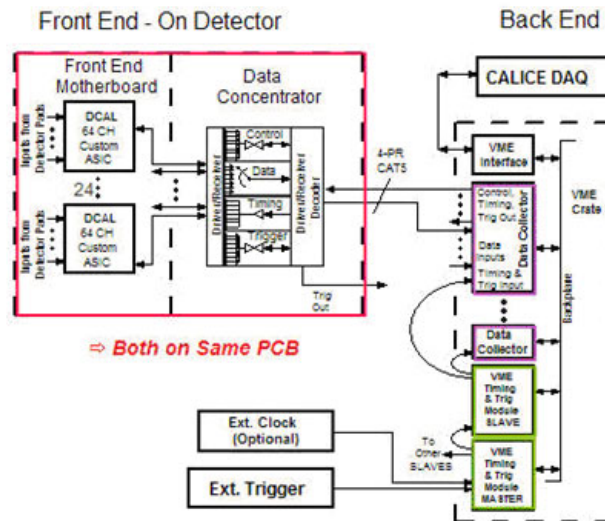 Front End - On Detector
Back End
Front End
Motherboard
Data
Concentrator
Inputs from
Detector Pads
DCAL
64 CH
Custom
ASIC
24
Inputs from
Detector Pads
DCAL
64 CH
Custom
ASIC
Driver/Receiver
Control
Data
Timing
Trigger
Driver/Receiver
Decoder
4-PR
CAT5
Trig
Out
⇨ Both on Same PCB
CALICE DAQ
VME
Interface
VME
Crate
Control,
Timing,
Trig Out
Data
Inputs
Timing &
Trig Input
Data Collector
Backplane
Data
Collector
VME
Timing
& Trig
Module
SLAVE
To
Other
SLAVES
VME
Timing
& Trig
Module
MASTER
Ext. Clock
(Optional)
Ext. Trigger